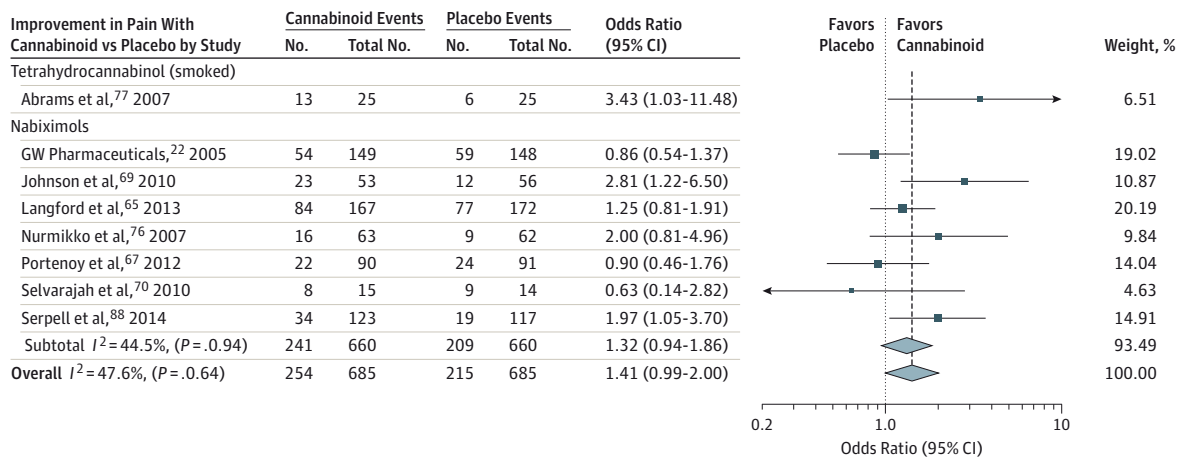 Improvement in Pain With Cannabinoid Events Placebo Events Odds Ratio Favors Favors
Cannabinoid vs Placebo by Study No. Total No. No. Total No. (95% CI) Placebo Cannabinoid Weight, %
Tetrahydrocannabinol (smoked)
Abrams et al,77 2007 13 25 6 25 3.43 (1.03-11.48) 6.51
Nabiximols
GW Pharmaceuticals,22 2005 54 149 59 148 0.86 (0.54-1.37) 19.02
Johnson et al,69 2010 23 53 12 56 2.81 (1.22-6.50) 10.87
Langford et al,65 2013 84 167 77 172 1.25 (0.81-1.91) 20.19
Nurmikko et al,76 2007 16 63 9 62 2.00 (0.81-4.96) 9.84
Portenoy et al,67 2012 22 90 24 91 0.90 (0.46-1.76) 14.04
Selvarajah et al,70 2010 8 15 9 14 0.63 (0.14-2.82) 4.63
Serpell et al,88 2014 34 123 19 117 1.97 (1.05-3.70) 14.91
Subtotal I2=44.5%, (P=.0.94) 241 660 209 660 1.32 (0.94-1.86) 93.49
Overall I2=47.6%, (P=.0.64) 254 685 215 685 1.41 (0.99-2.00) 100.00
0.2 1.0 10
Odds Ratio (95% CI)